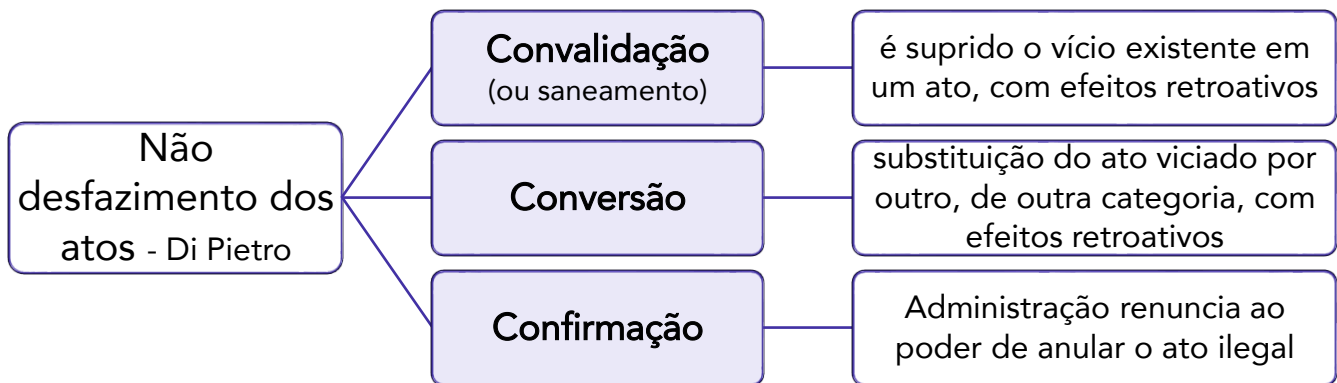 Não
desfazimento dos
atos - Di Pietro
Convalidação
(ou saneamento)
é suprido o vício existente em
um ato, com efeitos retroativos
Conversão
substituição do ato viciado por
outro, de outra categoria, com
efeitos retroativos
Confirmação
Administração renuncia ao
poder de anular o ato ilegal